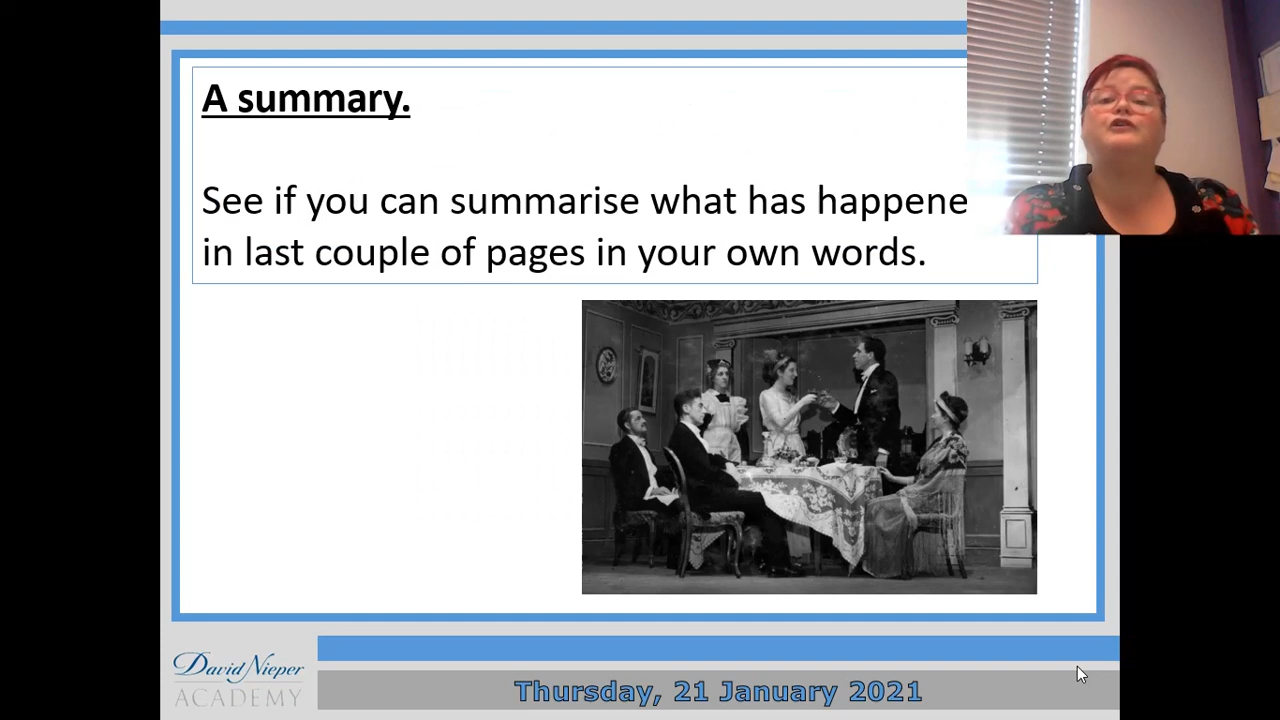 A summary.
See if you can summarise what has happene
in last couple of pages in your own words.
David Nieper
ACADEMY
Thursday, 21 January 2021